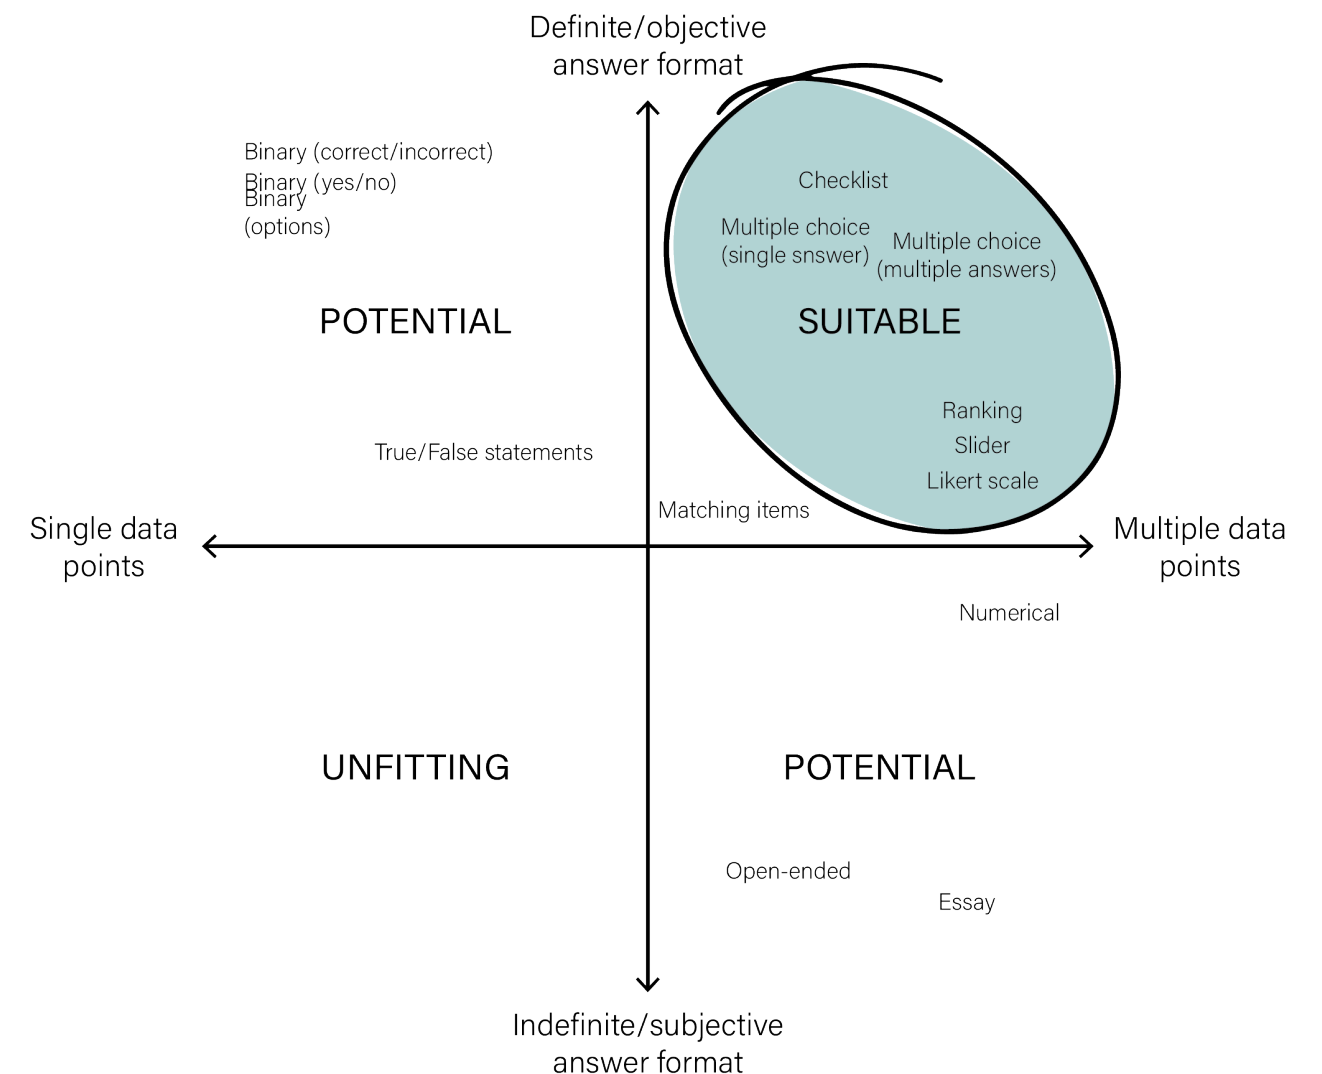 Definite/objective
answer format
Binary (correct/incorrect)
Binary (yes/no)
Binary
(options)
Checklist
Multiple choice
(single snswer)
Multiple choice
(multiple answers)
POTENTIAL
SUITABLE
Ranking
Slider
Likert scale
True/False statements
Matching items
Single data
points
Multiple data
points
Numerical
UNFITTING
POTENTIAL
Open-ended
Essay
Indefinite/subjective
answer format